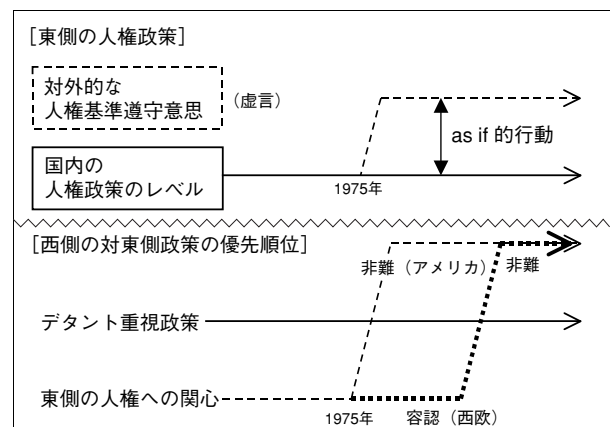 [東側の人権政策]
対外的な
人権基準遵守意思
(虚言)
as if 的行動
国内の
人権政策のレベル
1975年
[西側の対東側政策の優先順位]
非難(アメリカ)
非難
デタント重視政策
東側の人権への関心
1975年
容認(西欧)